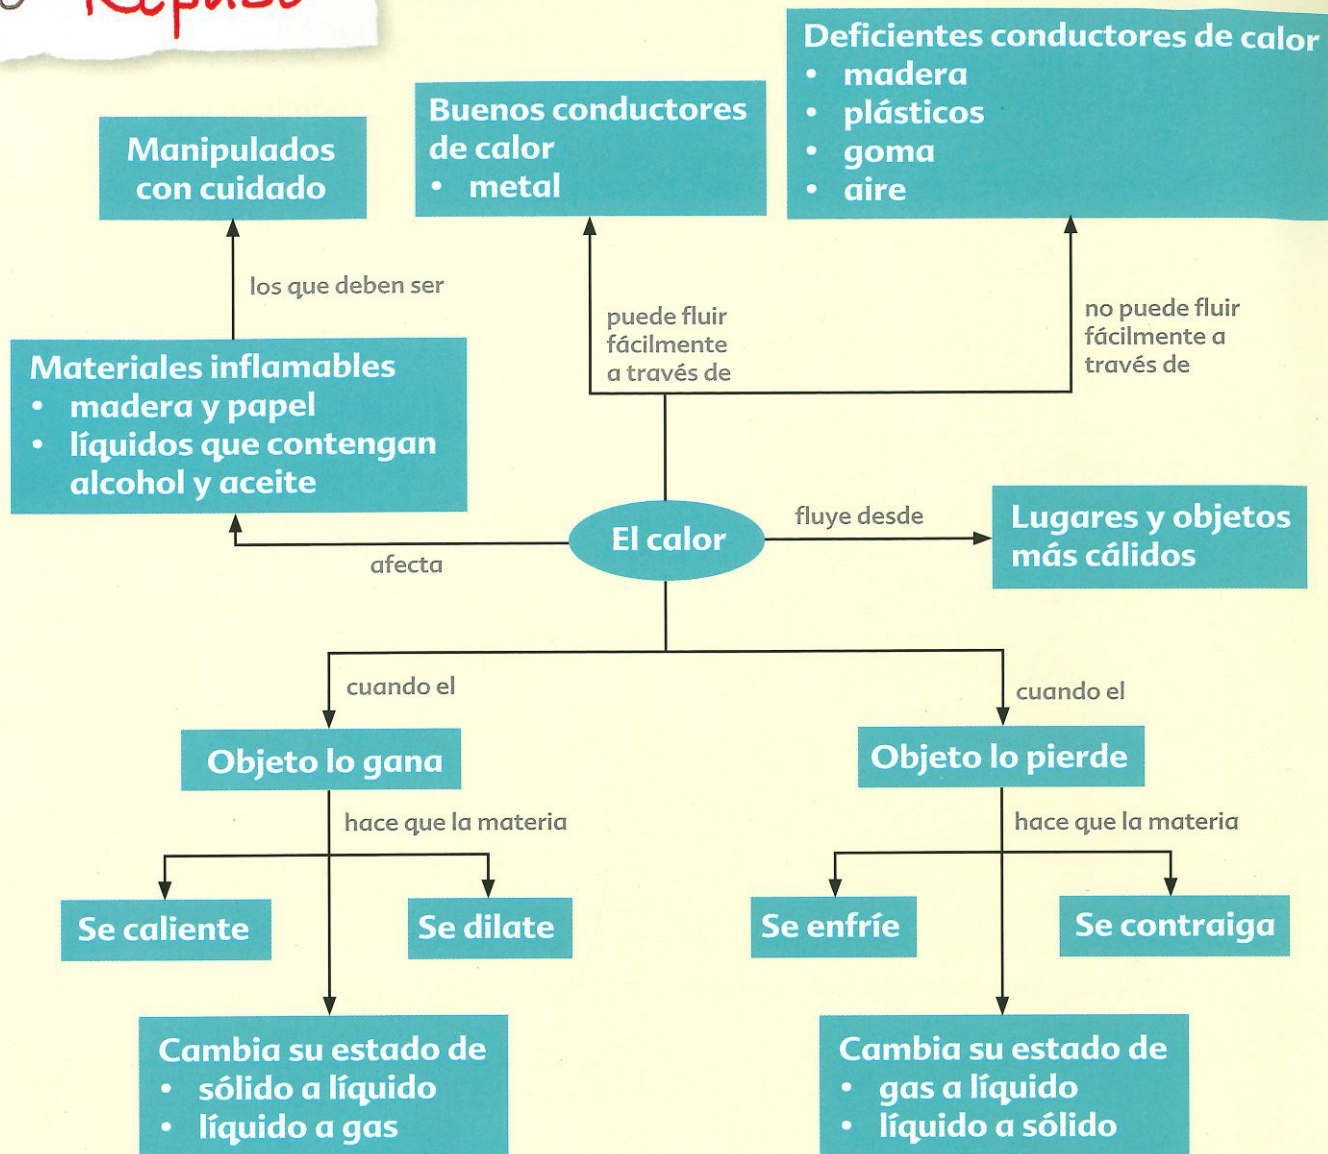 Repaso
Deficientes conductores de calor
• madera
• plásticos
• goma
• aire
Buenos conductores
de calor
• metal
Manipulados
con cuidado
los que deben ser
puede fluir
fácilmente
a través de
no puede fluir
fácilmente a
través de
Materiales inflamables
• madera y papel
• líquidos que contengan
alcohol y aceite
El calor
fluye desde
Lugares y objetos
más cálidos
afecta
cuando el
cuando el
Objeto lo gana
Objeto lo pierde
hace que la materia
hace que la materia
Se caliente
Se dilate
Se enfríe
Se contraiga
Cambia su estado de
• sólido a líquido
• líquido a gas
Cambia su estado de
• gas a líquido
• líquido a sólido